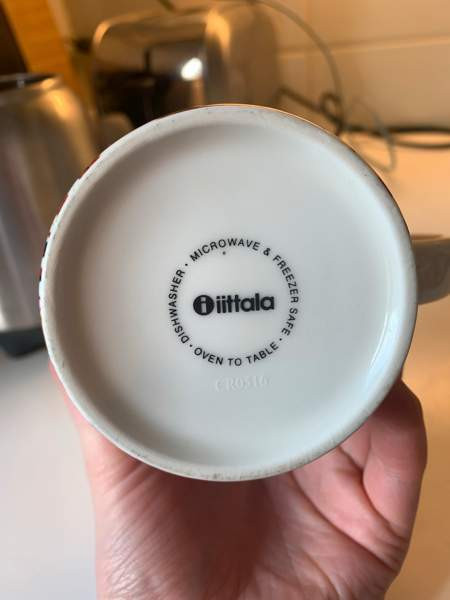 DISHWASHER · MICROWAVE & FREEZER SAFE · OVEN TO TABLE ·
iittala